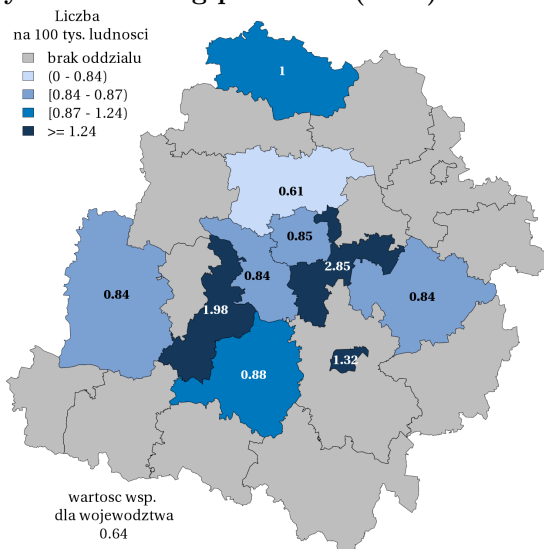 Liczba
na 100 tys. ludnosci
brak oddzialu
(0 - 0.84)
[0.84 - 0.87)
[0.87 - 1.24)
>= 1.24
1
0.61
0.85
2.85
0.84
0.84
0.84
1.98
1.32
0.88
wartosc wsp.
dla wojewodztwa
0.64